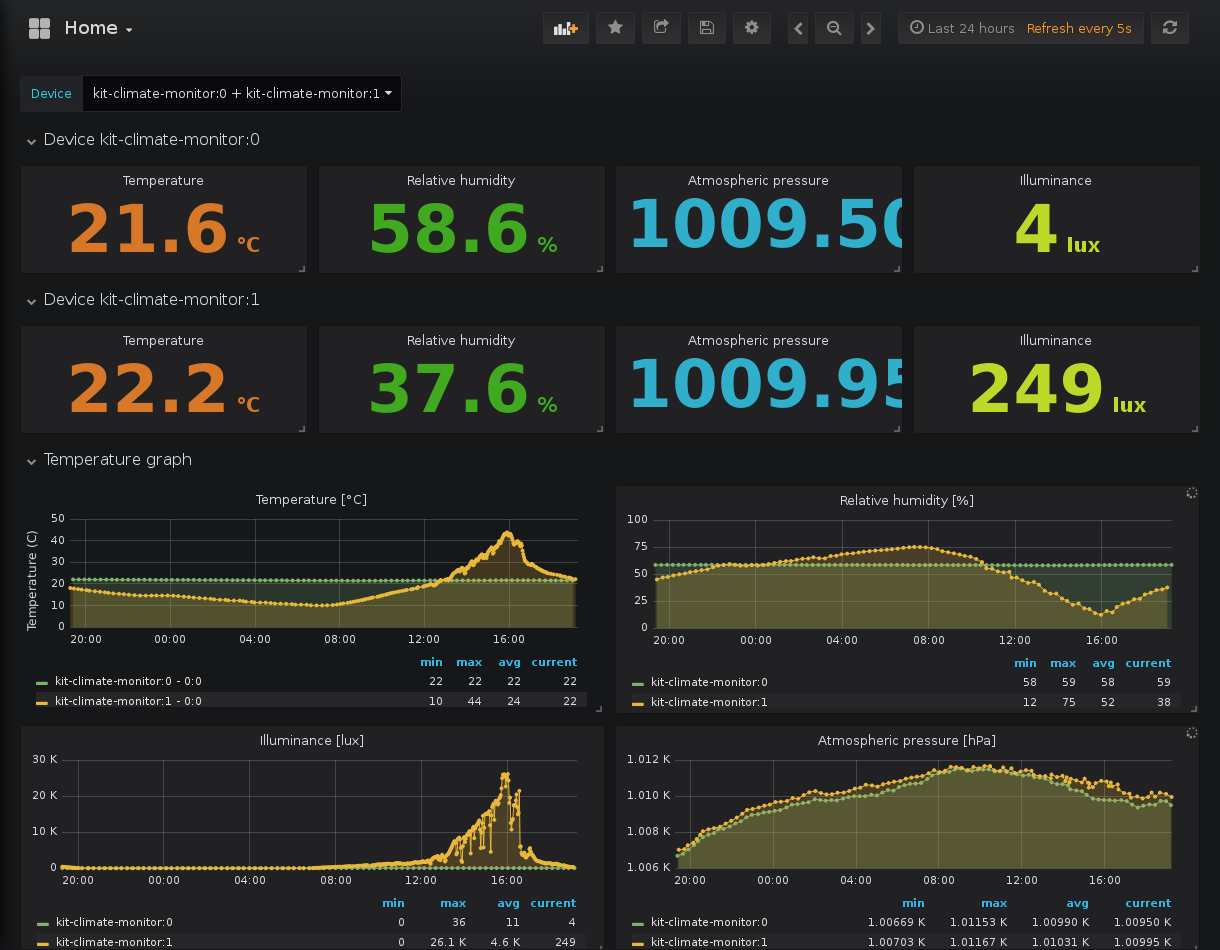 Home
Last 24 hours Refresh every 5s
Device kit-climate-monitor:0 + kit-climate-monitor:1
Device kit-climate-monitor:0
Temperature Relative humidity Atmospheric pressure Illuminance
21.6 °C 58.6 % 1009.50 4 lux
Device kit-climate-monitor:1
Temperature Relative humidity Atmospheric pressure Illuminance
22.2 °C 37.6 % 1009.95 249 lux
Temperature graph
Temperature [°C]
Temperature (C)
50
40
30
20
10
0
20:00 00:00 04:00 08:00 12:00 16:00
min max avg current
kit-climate-monitor:0 - 0:0 22 22 22 22
kit-climate-monitor:1 - 0:0 10 44 24 22
Relative humidity [%]
100
75
50
25
0
20:00 00:00 04:00 08:00 12:00 16:00
min max avg current
kit-climate-monitor:0 58 59 58 59
kit-climate-monitor:1 12 75 52 38
Illuminance [lux]
30 K
20 K
10 K
0
20:00 00:00 04:00 08:00 12:00 16:00
min max avg current
kit-climate-monitor:0 0 36 11 4
kit-climate-monitor:1 0 26.1 K 4.6 K 249
Atmospheric pressure [hPa]
1.012 K
1.010 K
1.008 K
1.006 K
20:00 00:00 04:00 08:00 12:00 16:00
min max avg current
kit-climate-monitor:0 1.00669 K 1.01153 K 1.00990 K 1.00950 K
kit-climate-monitor:1 1.00703 K 1.01167 K 1.01031 K 1.00995 K